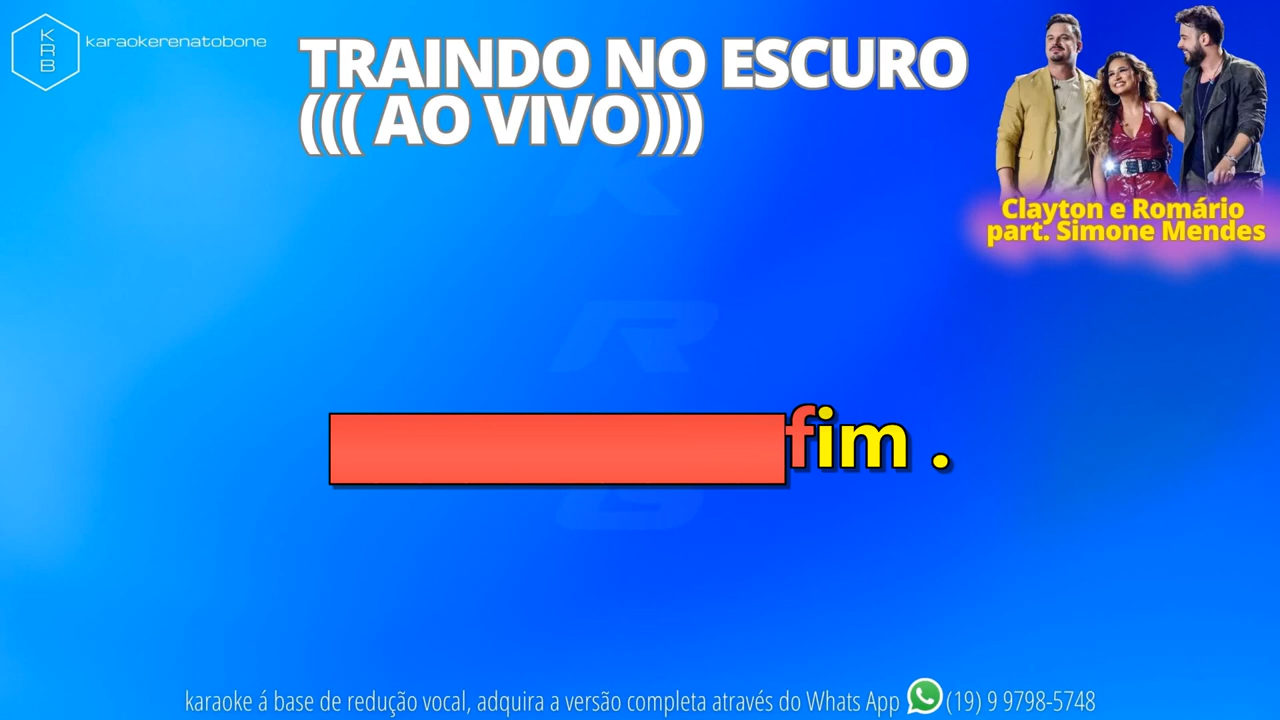 KRB
karaokerenatobone
TRAINDO NO ESCURO
((( AO VIVO)))
Clayton e Romário
part. Simone Mendes
K
R
B
fim .
karaoke á base de redução vocal, adquira a versão completa através do Whats App (19) 9 9798-5748